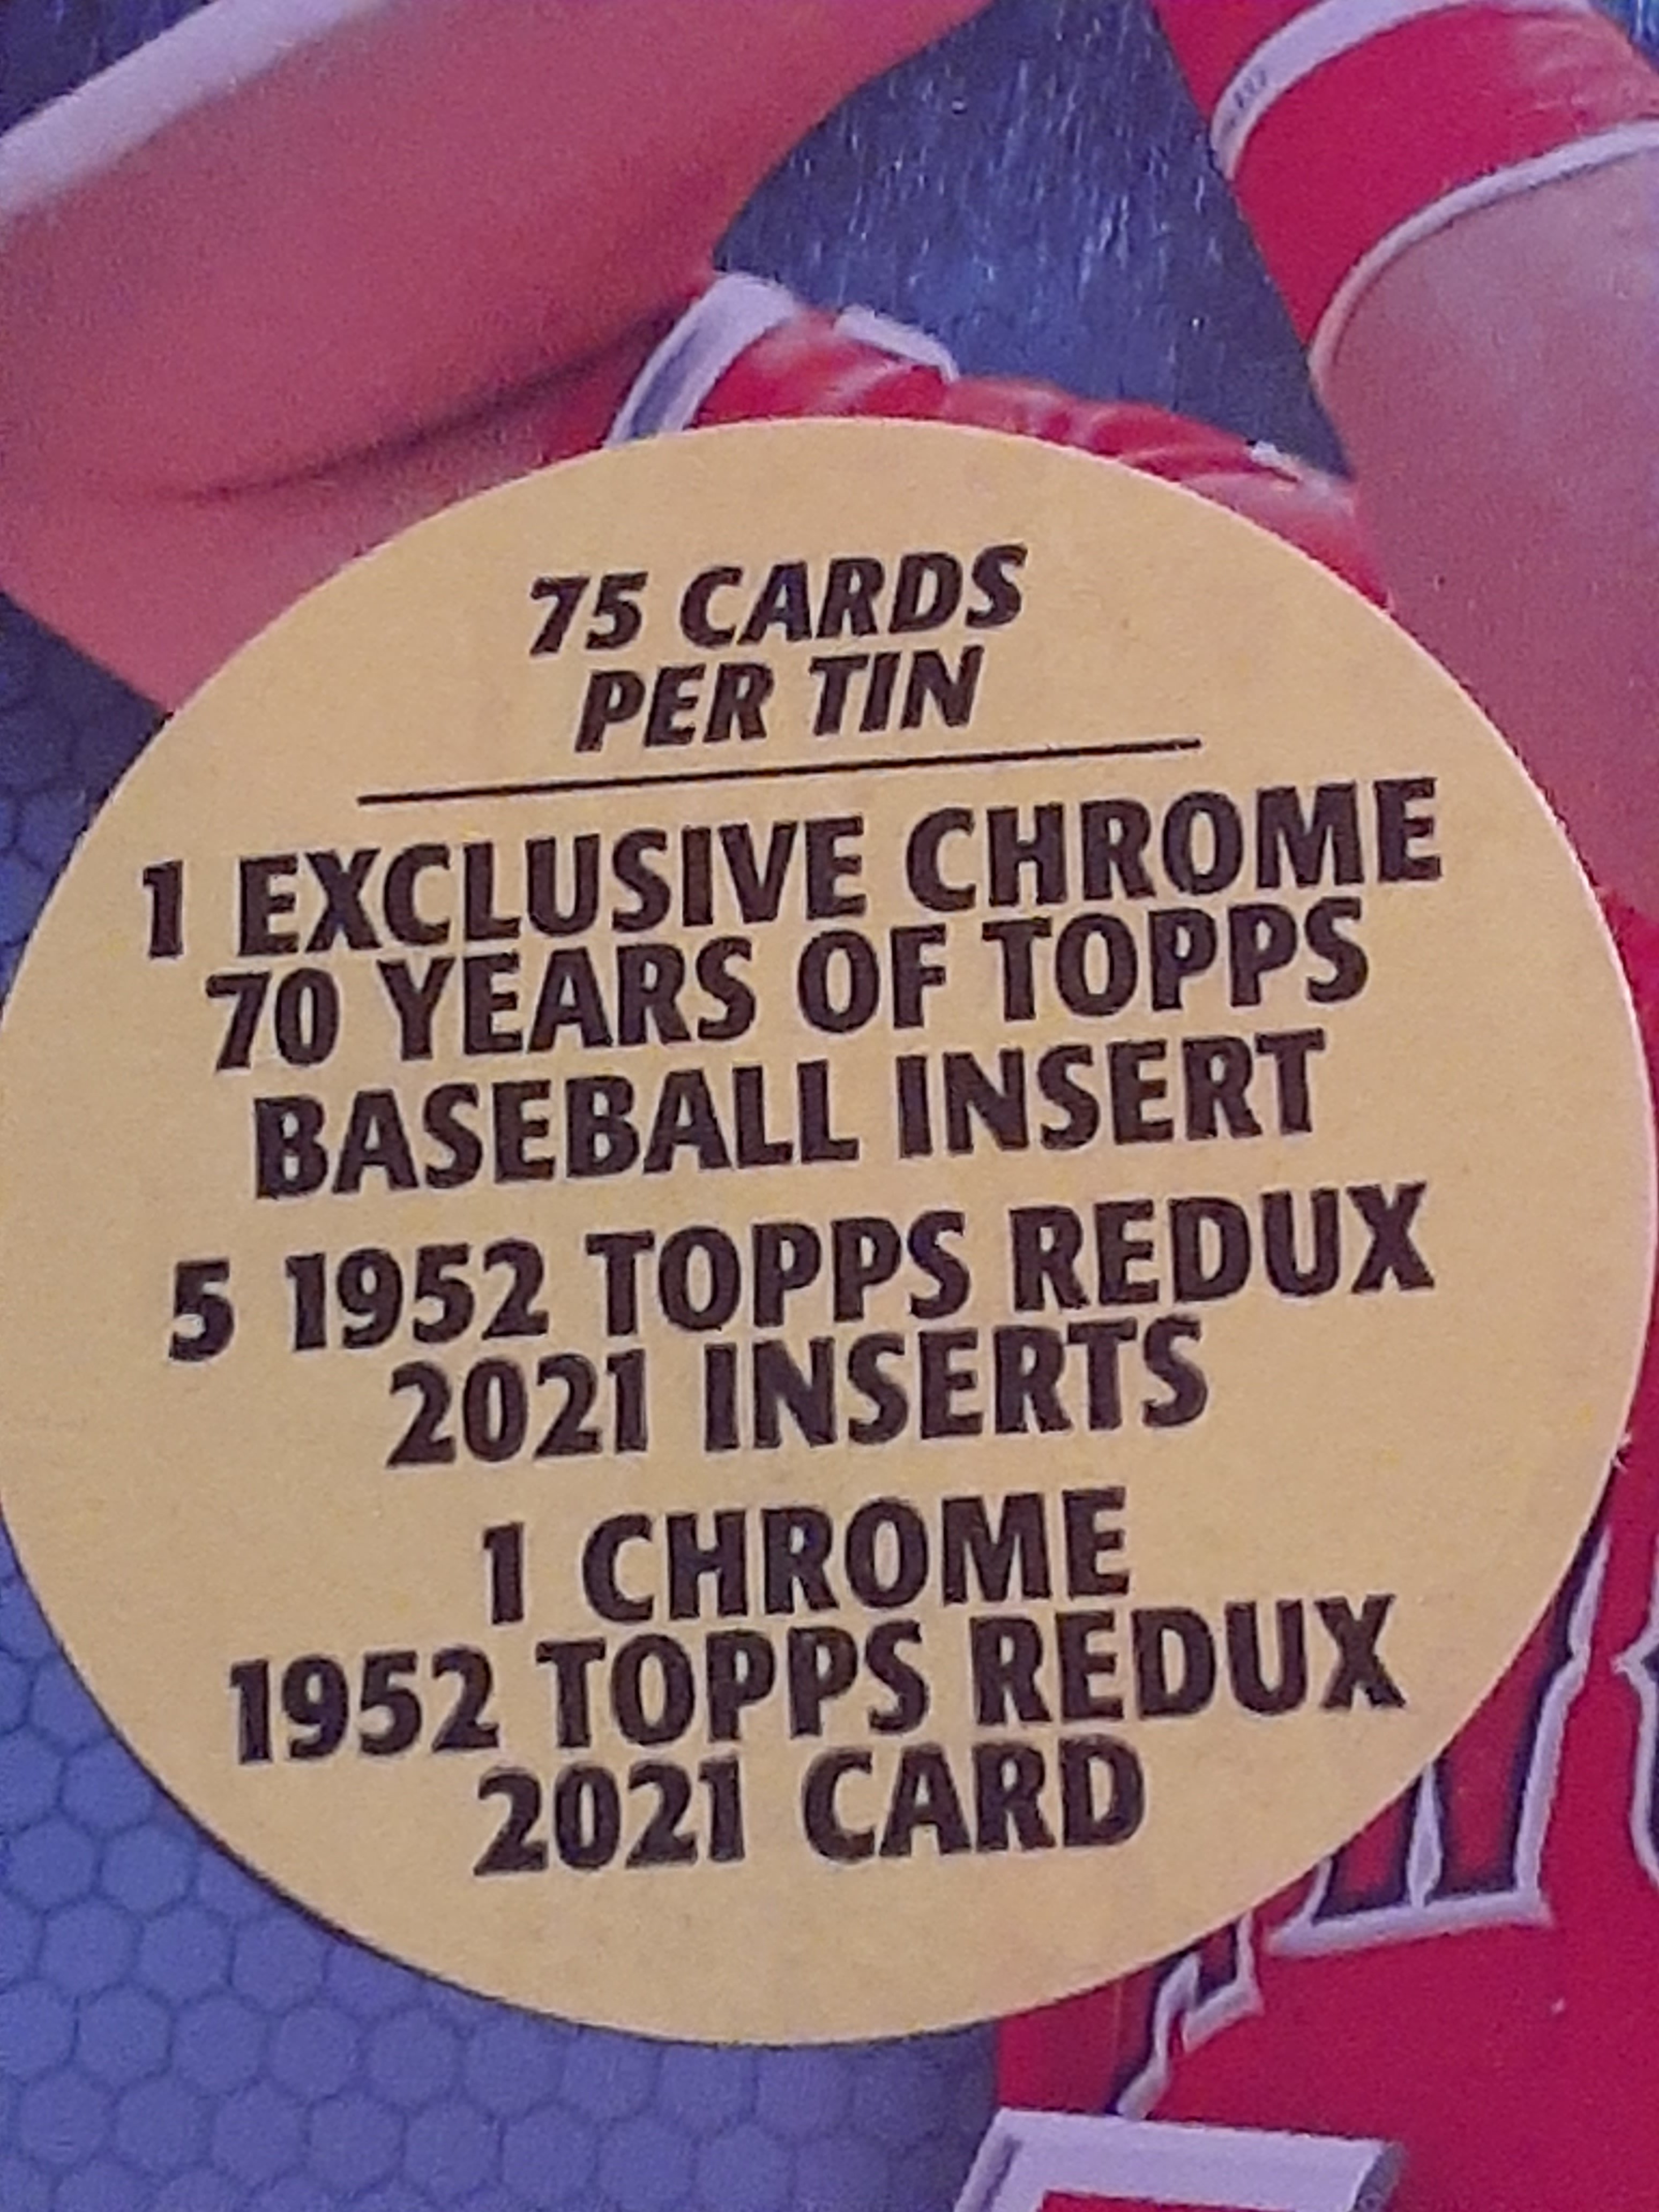 75 CARDS
PER TIN
1 EXCLUSIVE CHROME
70 YEARS OF TOPPS
BASEBALL INSERT
5 1952 TOPPS REDUX
2021 INSERTS
1 CHROME
1952 TOPPS REDUX
2021 CARD